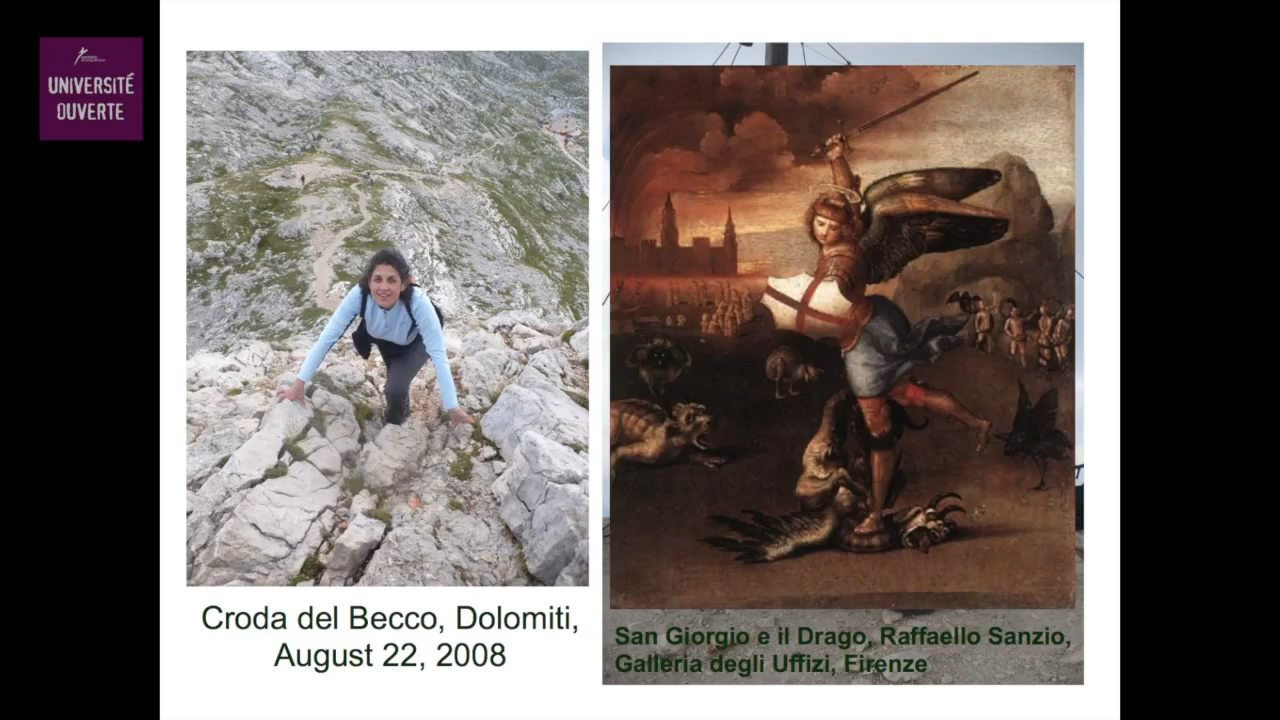 UNIVERSITÉ
OUVERTE
Croda del Becco, Dolomiti,
August 22, 2008
San Giorgio e il Drago, Raffaello Sanzio,
Galleria degli Uffizi, Firenze